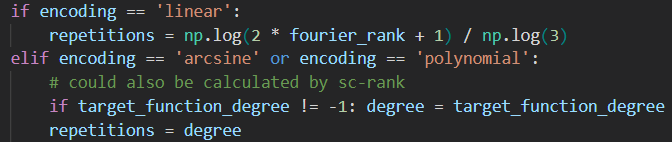 if encoding == 'linear':
    repetitions = np.log(2 * fourier_rank + 1) / np.log(3)
elif encoding == 'arcsine' or encoding == 'polynomial':
    # could also be calculated by sc-rank
    if target_function_degree != -1: degree = target_function_degree
    repetitions = degree